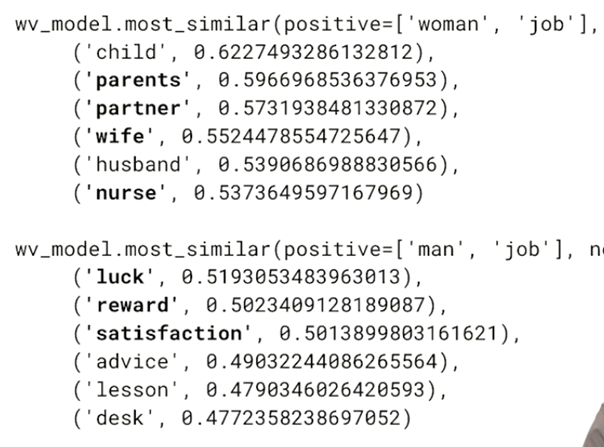 wv_model.most_similar(positive=['woman', 'job'],
('child', 0.6227493286132812),
('parents', 0.5966968536376953),
('partner', 0.5731938481330872),
('wife', 0.5524478554725647),
('husband', 0.5390686988830566),
('nurse', 0.5373649597167969)
wv_model.most_similar(positive=['man', 'job'], ne
('luck', 0.5193053483963013),
('reward', 0.5023409128189087),
('satisfaction', 0.5013899803161621),
('advice', 0.49032244086265564),
('lesson', 0.4790346026420593),
('desk', 0.4772358238697052)